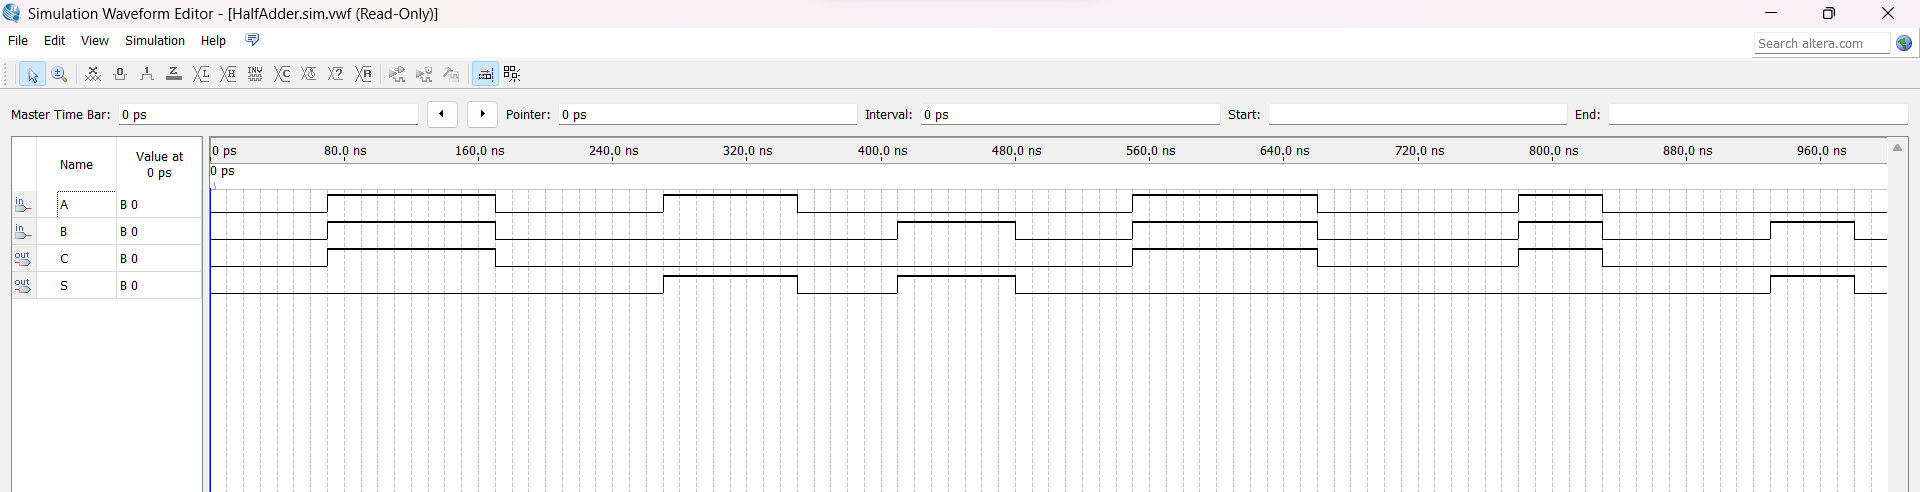 Simulation Waveform Editor - [HalfAdder.sim.vwf (Read-Only)]
File Edit View Simulation Help
Search altera.com
Master Time Bar: 0 ps Pointer: 0 ps Interval: 0 ps Start: End:
Name Value at 0 ps
0 ps 80.0 ns 160.0 ns 240.0 ns 320.0 ns 400.0 ns 480.0 ns 560.0 ns 640.0 ns 720.0 ns 800.0 ns 880.0 ns 960.0 ns
0 ps
in A B 0
in B B 0
out C B 0
out S B 0